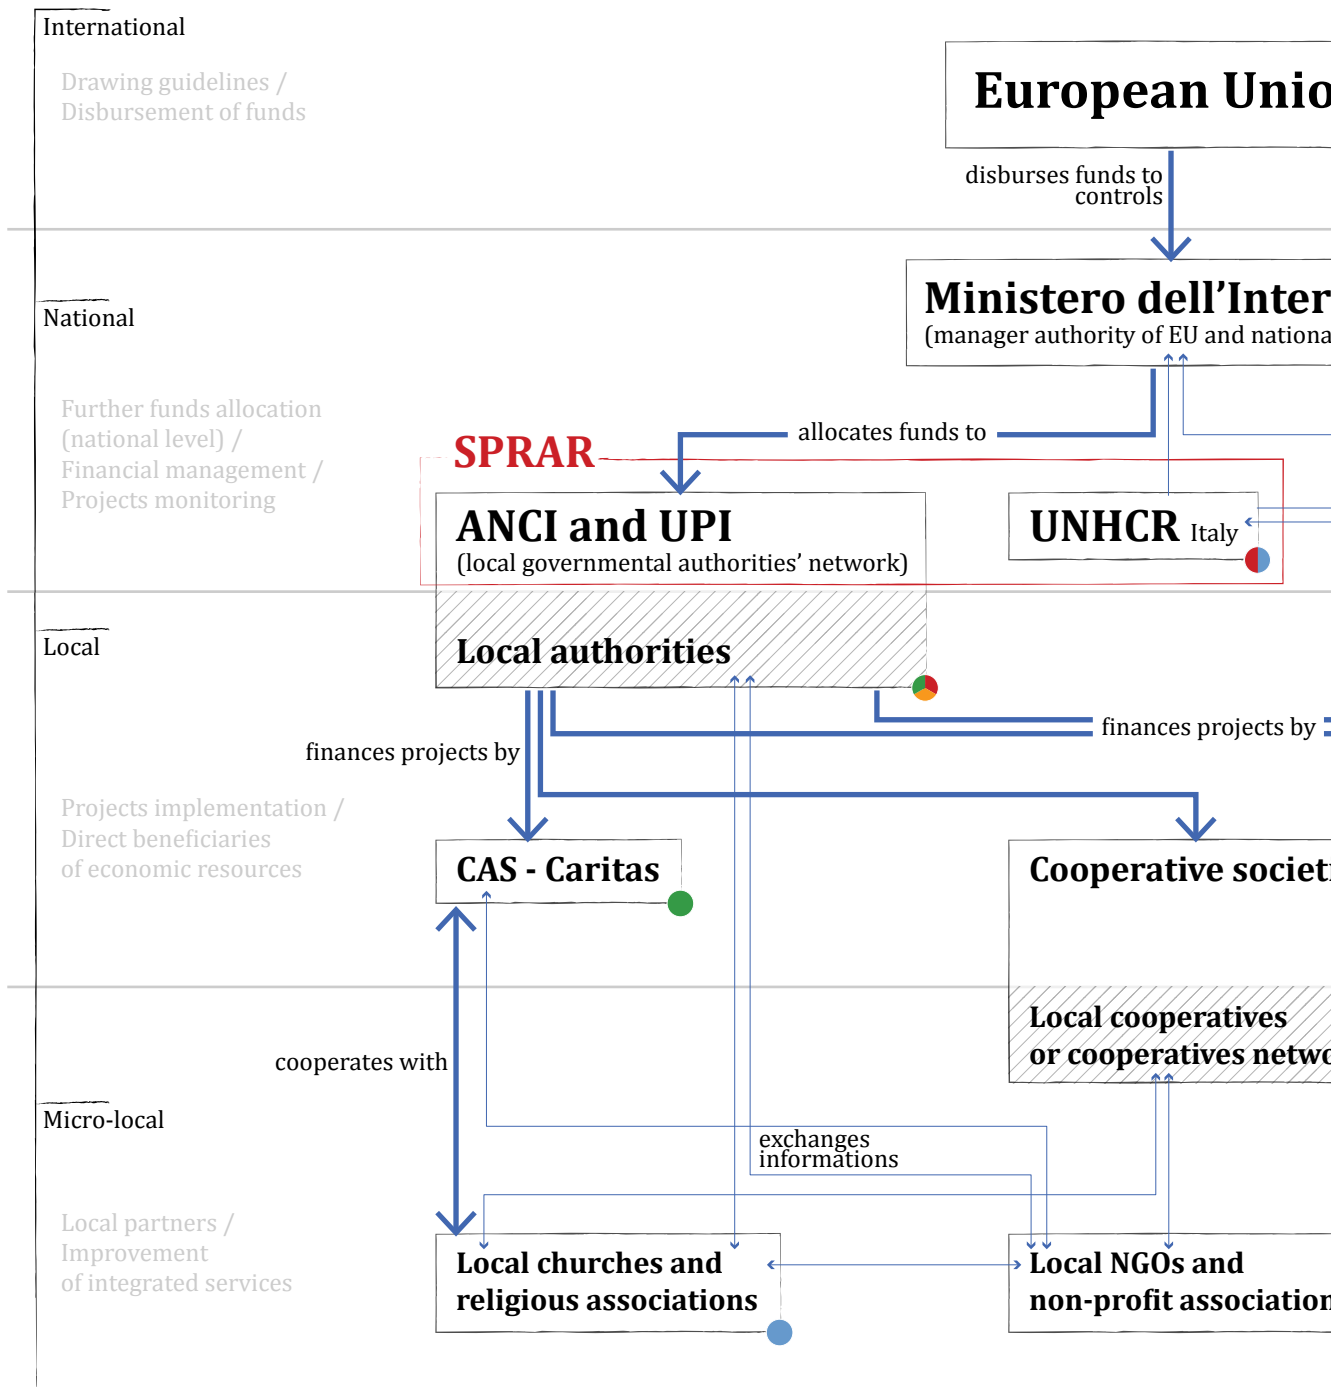 International
Drawing guidelines /
Disbursement of funds
European Unio
disburses funds to
controls
National
Ministero dell’Inter
(manager authority of EU and nationa
Further funds allocation
(national level) /
Financial management /
Projects monitoring
allocates funds to
SPRAR
ANCI and UPI
(local governmental authorities’ network)
UNHCR Italy
Local
Local authorities
finances projects by
finances projects by
Projects implementation /
Direct beneficiaries
of economic resources
CAS - Caritas
Cooperative societi
Local cooperatives
or cooperatives netwo
cooperates with
Micro-local
exchanges
informations
Local partners /
Improvement
of integrated services
Local churches and
religious associations
Local NGOs and
non-profit association